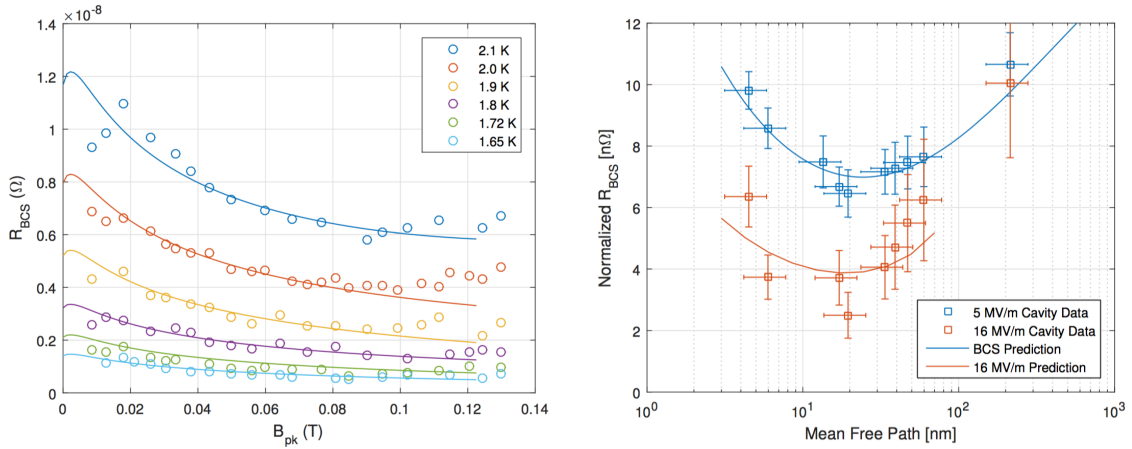 ×10⁻⁸
1.4
1.2
1
0.8
0.6
0.4
0.2
0
R_BCS (Ω)
2.1 K
2.0 K
1.9 K
1.8 K
1.72 K
1.65 K
0 0.02 0.04 0.06 0.08 0.1 0.12 0.14
B_pk (T)
12
10
8
6
4
2
0
Normalized R_BCS [nΩ]
5 MV/m Cavity Data
16 MV/m Cavity Data
BCS Prediction
16 MV/m Prediction
10⁰ 10¹ 10² 10³
Mean Free Path [nm]